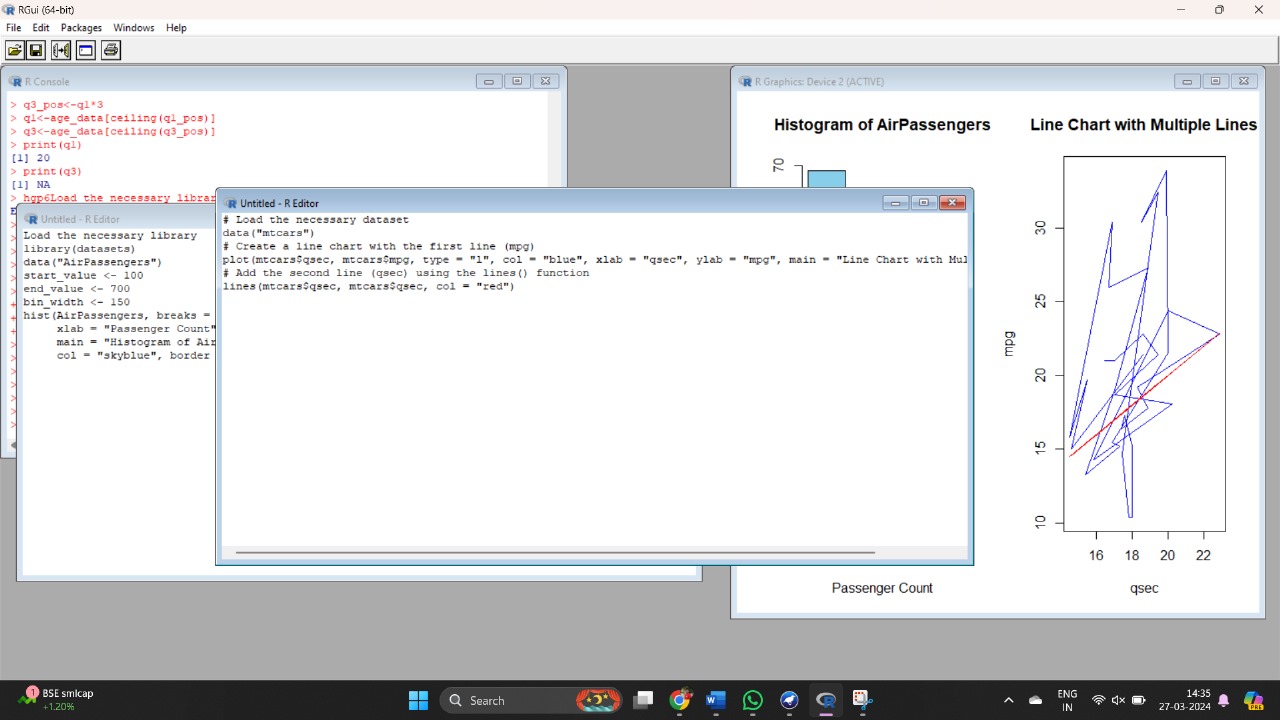 RGui (64-bit)
File Edit Packages Windows Help
R Console
> q3_pos<-q1*3
> q1<-age_data[ceiling(q1_pos)]
> q3<-age_data[ceiling(q3_pos)]
> print(q1)
[1] 20
> print(q3)
[1] NA
> hgp6Load the necessary librar
Untitled - R Editor
Load the necessary library
library(datasets)
data("AirPassengers")
start_value <- 100
end_value <- 700
bin_width <- 150
hist(AirPassengers, breaks =
xlab = "Passenger Count"
main = "Histogram of Air
col = "skyblue", border
Untitled - R Editor
# Load the necessary dataset
data("mtcars")
# Create a line chart with the first line (mpg)
plot(mtcars$qsec, mtcars$mpg, type = "l", col = "blue", xlab = "qsec", ylab = "mpg", main = "Line Chart with Mul
# Add the second line (qsec) using the lines() function
lines(mtcars$qsec, mtcars$qsec, col = "red")
R Graphics: Device 2 (ACTIVE)
Histogram of AirPassengers
70
Passenger Count
Line Chart with Multiple Lines
mpg
30
25
20
15
10
16 18 20 22
qsec
1
BSE smlcap
+1.20%
Search
ENG
IN
14:35
27-03-2024
PRE